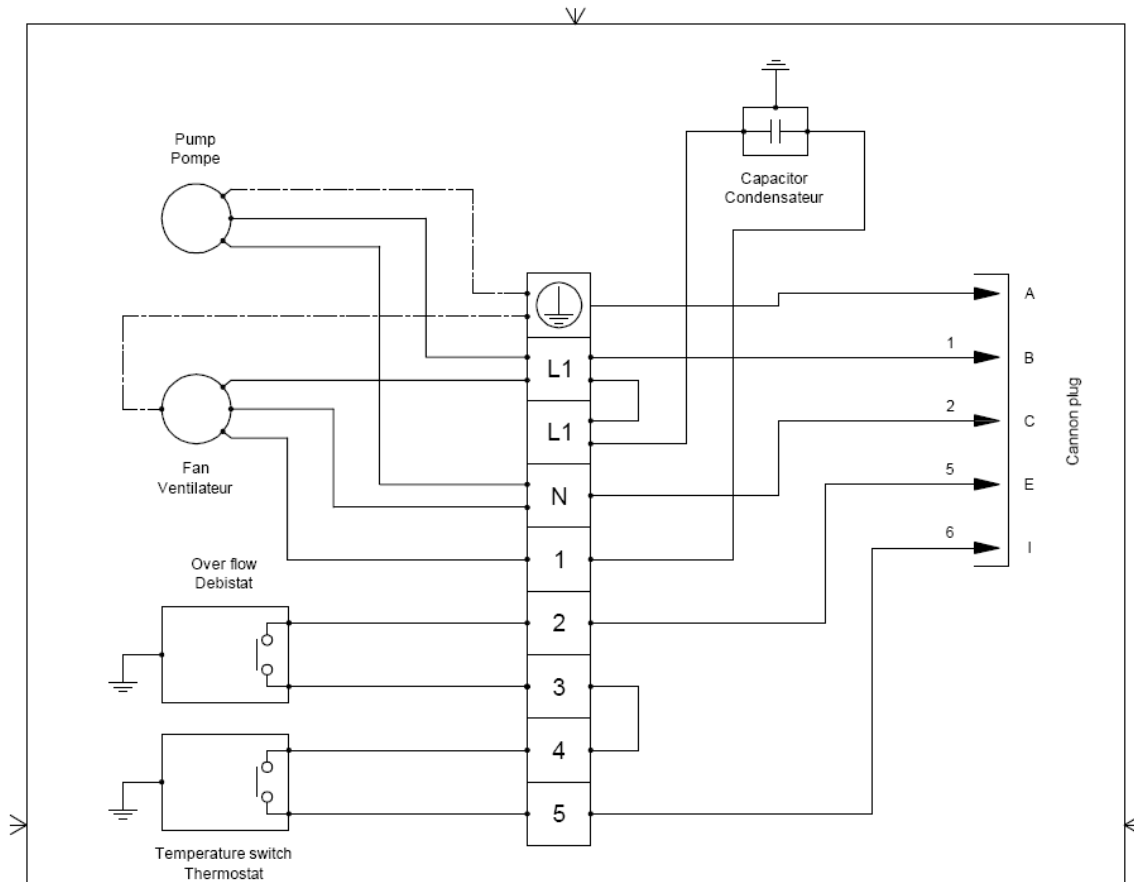 Pump
Pompe
Capacitor
Condensateur
A
L1
1
B
L1
2
C
Cannon plug
Fan
Ventilateur
N
5
E
1
6
I
Over flow
Debistat
2
3
4
5
Temperature switch
Thermostat